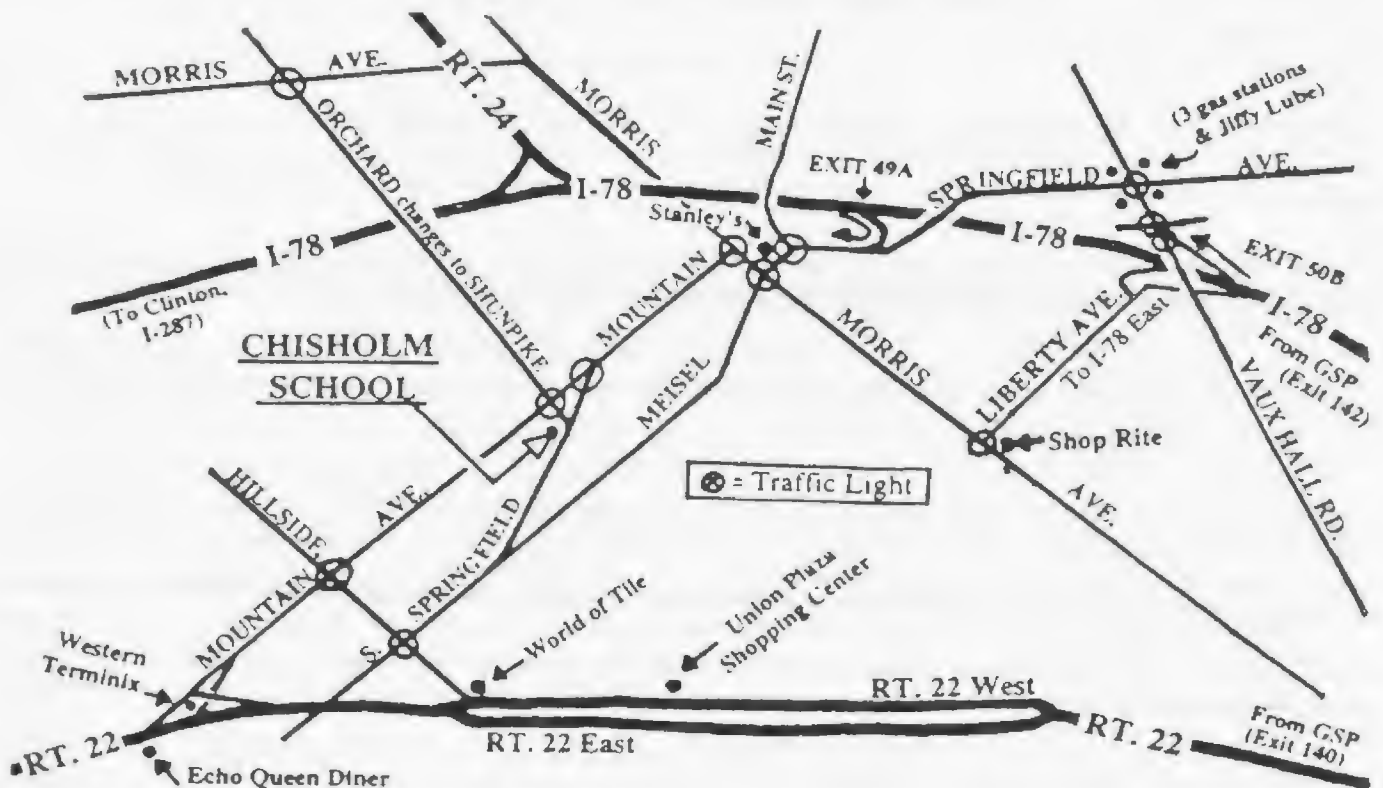 MORRIS AVE.
RT. 24
MORRIS
MAIN ST.
(3 gas stations
& Jiffy Lube)
EXIT 49A
SPRINGFIELD AVE.
ORCHARD changes to SHUNPIKE
I-78
Stanley's
I-78
I-78
EXIT 50B
I-78
(To Clinton,
I-287)
MOUNTAIN
MORRIS
LIBERTY AVE.
To I-78 East
From GSP
(Exit 142)
VAUX HALL RD.
CHISHOLM
SCHOOL
MEISEL
Shop Rite
= Traffic Light
AVE.
HILLSIDE
AVE.
MOUNTAIN
S. SPRINGFIELD
World of Tile
Union Plaza
Shopping Center
Western
Terminix
RT. 22 West
RT. 22
RT. 22 East
RT. 22
From GSP
(Exit 140)
Echo Queen Diner